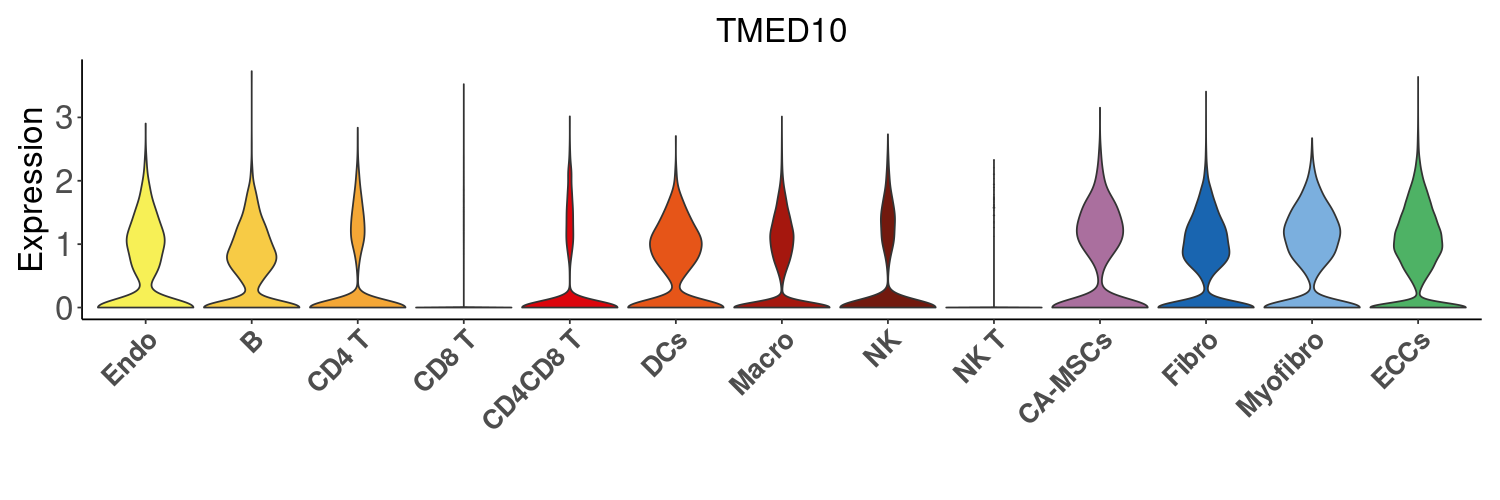 TMED10
Expression
3
2
1
0
Endo
B
CD4 T
CD8 T
CD4CD8 T
DCs
Macro
NK
NK T
CA-MSCs
Fibro
Myofibro
ECCs